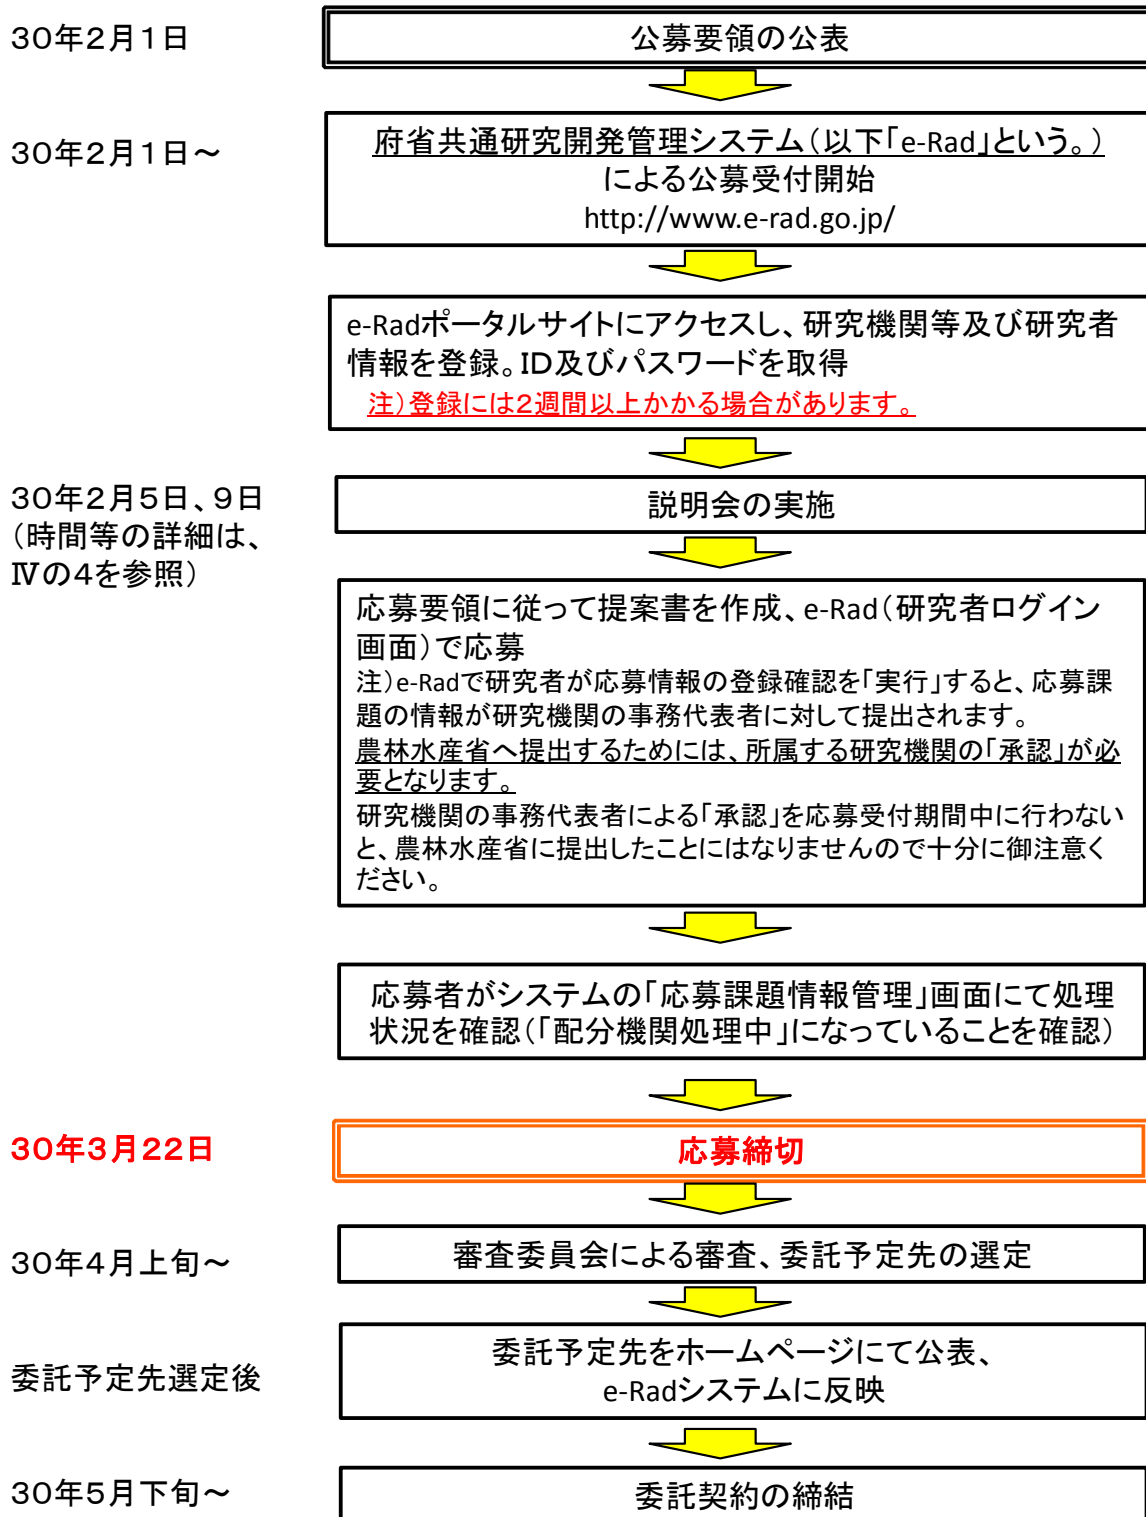 30年2月1日
公募要領の公表
30年2月1日～
府省共通研究開発管理システム（以下「e-Rad」という。）
による公募受付開始
http://www.e-rad.go.jp/
e-Radポータルサイトにアクセスし、研究機関等及び研究者
情報を登録。ID及びパスワードを取得
注）登録には2週間以上かかる場合があります。
30年2月5日、9日
（時間等の詳細は、
Ⅳの4を参照）
説明会の実施
応募要領に従って提案書を作成、e-Rad（研究者ログイン
画面）で応募
注）e-Radで研究者が応募情報の登録確認を「実行」すると、応募課
題の情報が研究機関の事務代表者に対して提出されます。
農林水産省へ提出するためには、所属する研究機関の「承認」が必
要となります。
研究機関の事務代表者による「承認」を応募受付期間中に行わない
と、農林水産省に提出したことにはなりませんので十分に御注意く
ださい。
応募者がシステムの「応募課題情報管理」画面にて処理
状況を確認（「配分機関処理中」になっていることを確認）
30年3月22日
応募締切
30年4月上旬～
審査委員会による審査、委託予定先の選定
委託予定先選定後
委託予定先をホームページにて公表、
e-Radシステムに反映
30年5月下旬～
委託契約の締結